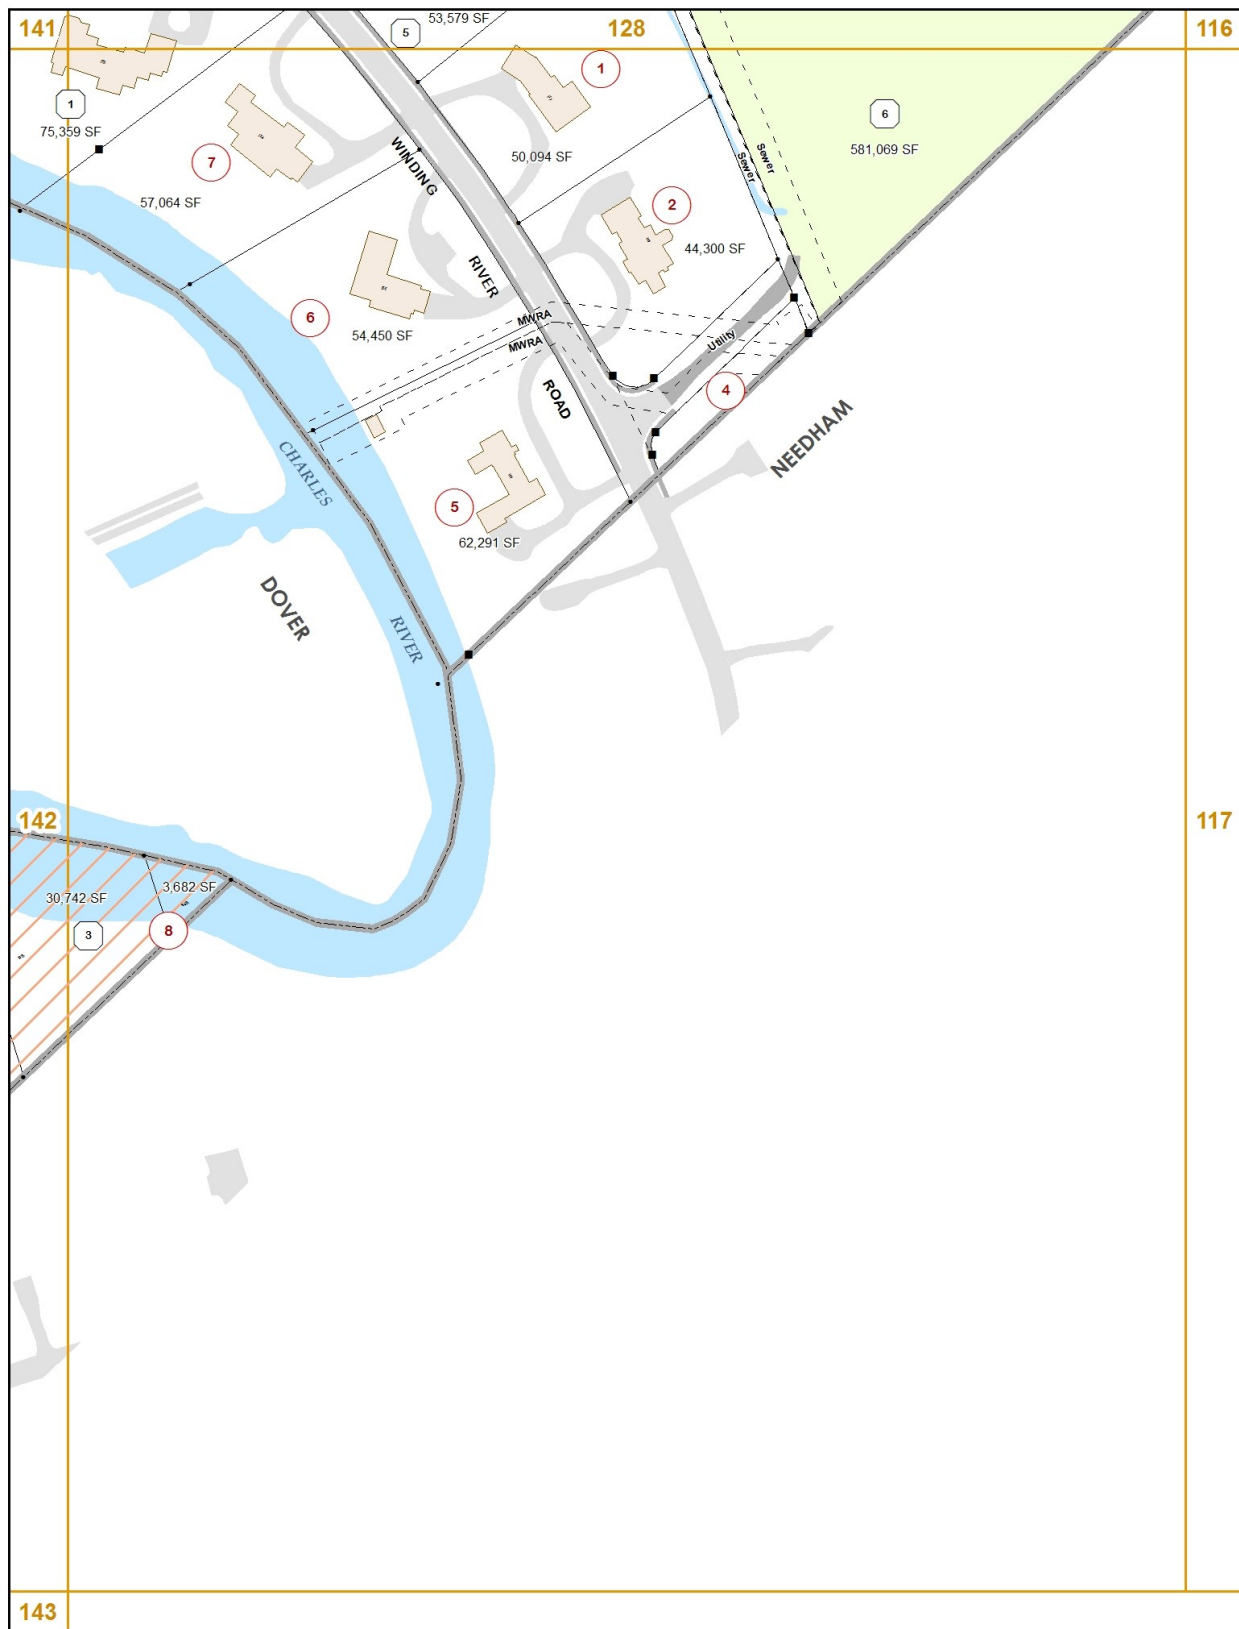 141
128
116
53,579 SF
5
1
1
75,359 SF
6
581,069 SF
7
50,094 SF
WINDING
Sewer
Sewer
57,064 SF
2
44,300 SF
RIVER
6
MWRA
54,450 SF
MWRA
Utility
4
ROAD
NEEDHAM
CHARLES
5
62,291 SF
DOVER
RIVER
142
117
3,682 SF
30,742 SF
3
8
143